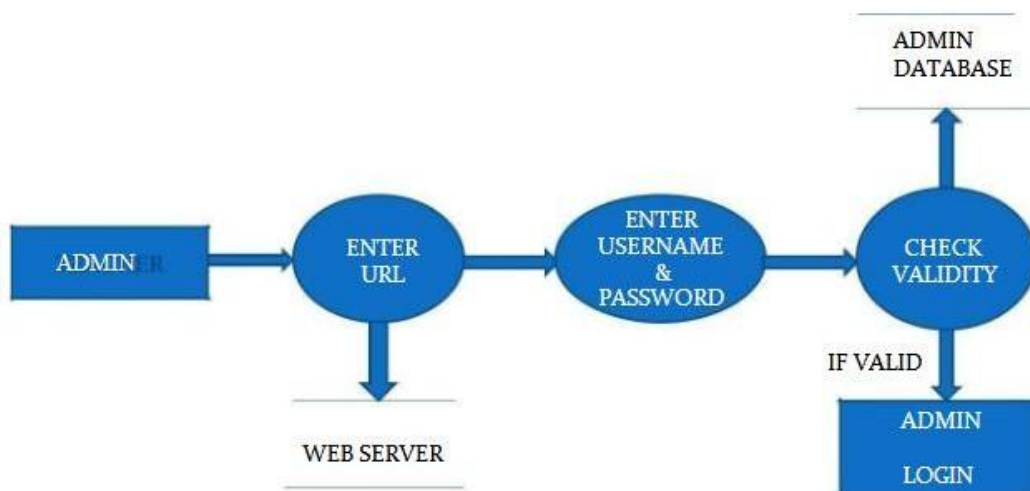 ADMIN
DATABASE
ADMIN
ENTER
URL
ENTER
USERNAME
&
PASSWORD
CHECK
VALIDITY
IF VALID
WEB SERVER
ADMIN
LOGIN